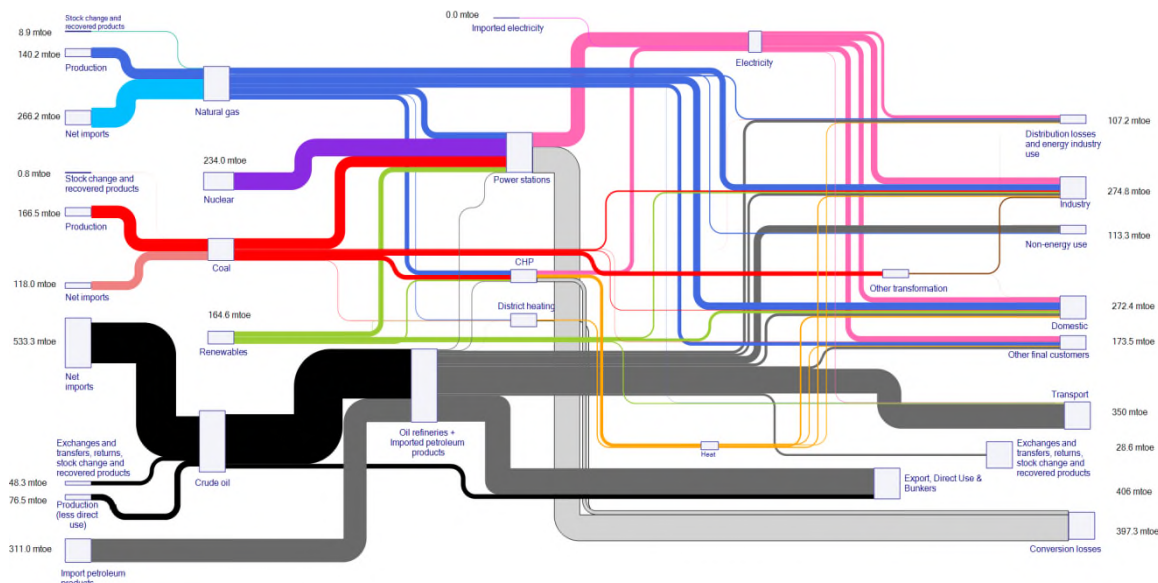 Stock change and
recovered products
8.9 mtoe
140.2 mtoe
Production
266.2 mtoe
Net imports
Natural gas
0.0 mtoe
Imported electricity
Electricity
234.0 mtoe
Nuclear
Power stations
0.8 mtoe
Stock change and
recovered products
166.5 mtoe
Production
118.0 mtoe
Net imports
Coal
CHP
District heating
164.6 mtoe
Renewables
533.3 mtoe
Net
imports
Exchanges and
transfers, returns,
stock change and
recovered products
48.3 mtoe
76.5 mtoe
Production
(less direct
use)
Crude oil
311.0 mtoe
Import petroleum
products
Oil refineries +
Imported petroleum
products
Heat
Other transformation
107.2 mtoe
Distribution losses
and energy industry
use
274.8 mtoe
Industry
113.3 mtoe
Non-energy use
272.4 mtoe
Domestic
173.5 mtoe
Other final customers
Transport
350 mtoe
Exchanges and
transfers, returns,
stock change and
recovered products
28.6 mtoe
Export, Direct Use &
Bunkers
406 mtoe
397.3 mtoe
Conversion losses